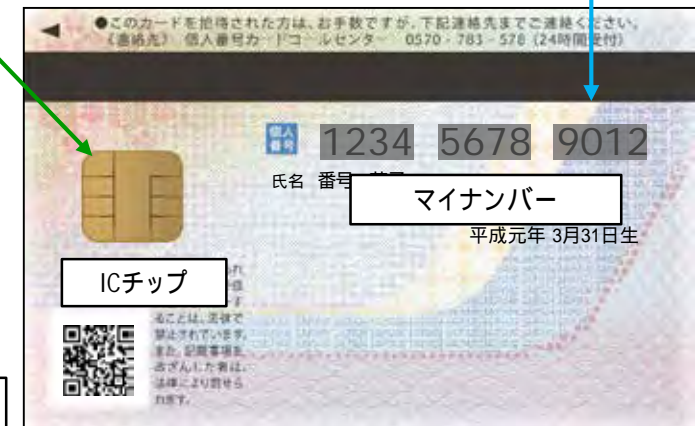 ●このカードを拾得された方は、お手数ですが、下記連絡先までご連絡ください。
《連絡先》 個人番号カードコールセンター 0570-783-578 (24時間受付)
個人番号 1234 5678 9012
氏名 番号
マイナンバー
平成元年 3月31日生
ICチップ
ることは、法律で
禁止されています。
また、記載事項を
改ざんした者は、
法律により罰せら
れます。